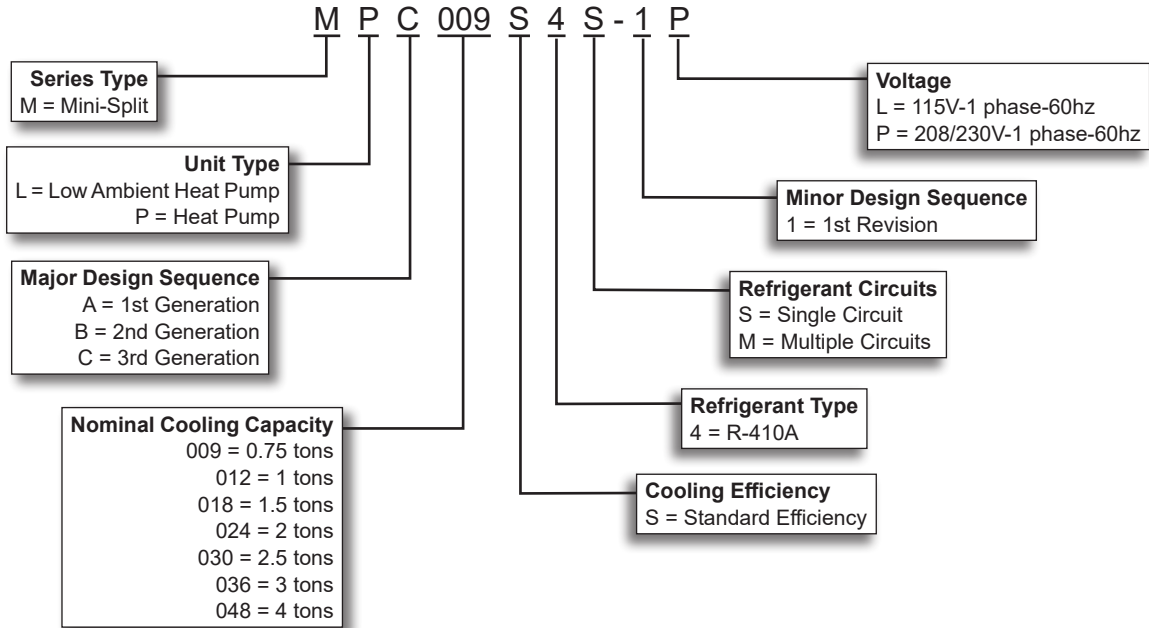 M P C 009 S 4 S - 1 P
Series Type
M = Mini-Split
Unit Type
L = Low Ambient Heat Pump
P = Heat Pump
Major Design Sequence
A = 1st Generation
B = 2nd Generation
C = 3rd Generation
Nominal Cooling Capacity
009 = 0.75 tons
012 = 1 tons
018 = 1.5 tons
024 = 2 tons
030 = 2.5 tons
036 = 3 tons
048 = 4 tons
Voltage
L = 115V-1 phase-60hz
P = 208/230V-1 phase-60hz
Minor Design Sequence
1 = 1st Revision
Refrigerant Circuits
S = Single Circuit
M = Multiple Circuits
Refrigerant Type
4 = R-410A
Cooling Efficiency
S = Standard Efficiency